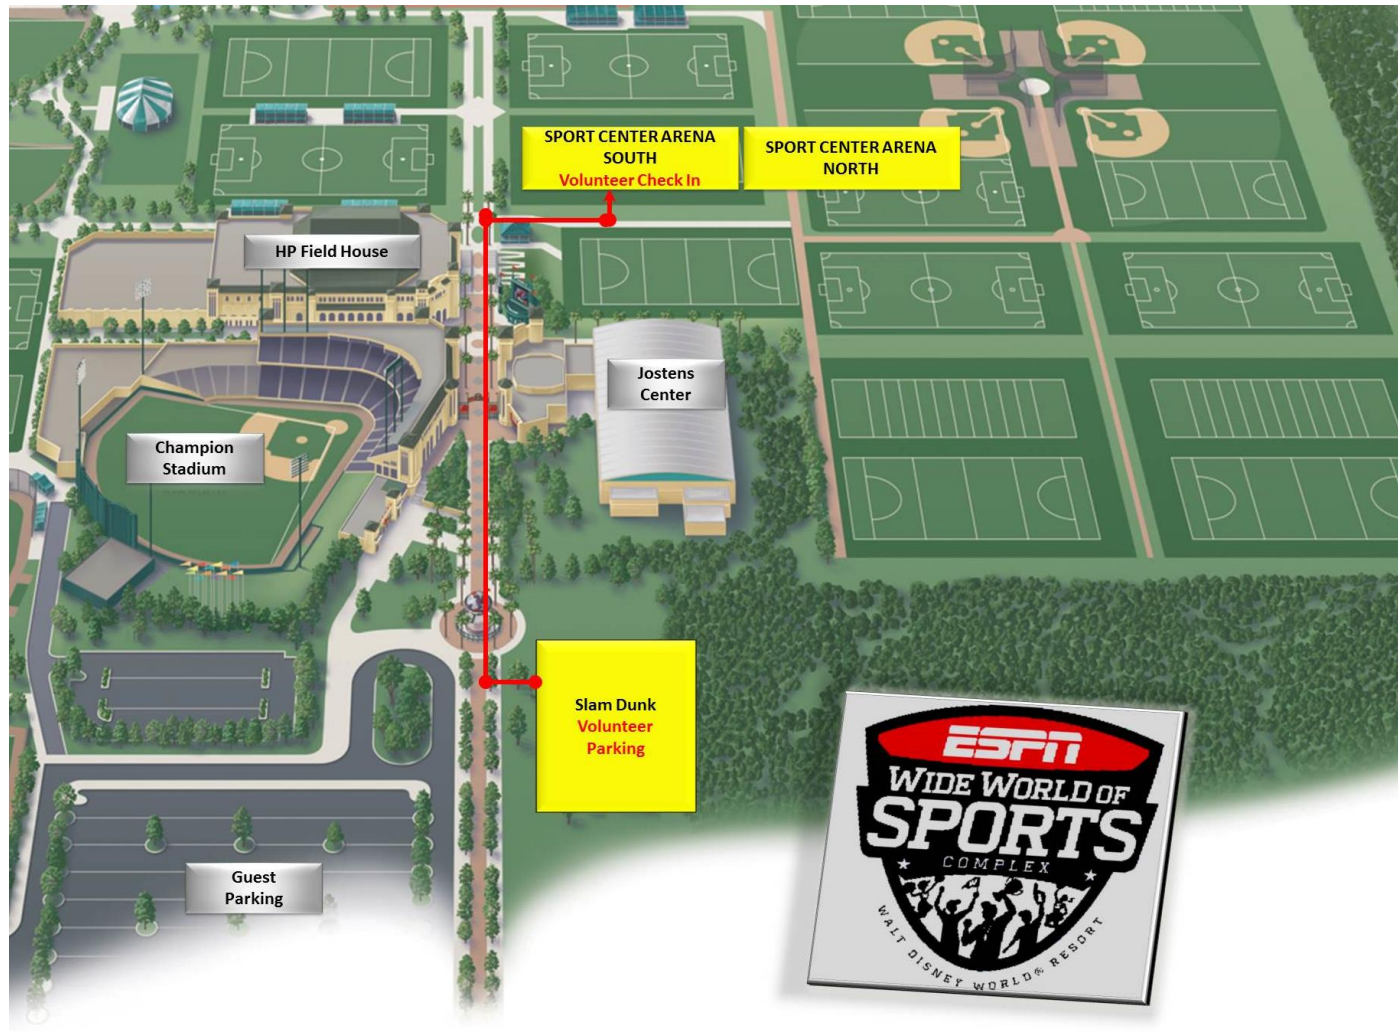 SPORT CENTER ARENA
SOUTH
Volunteer Check In
SPORT CENTER ARENA
NORTH
HP Field House
Jostens
Center
Champion
Stadium
Slam Dunk
Volunteer
Parking
Guest
Parking
ESPN
WIDE WORLD OF
SPORTS
COMPLEX
WALT DISNEY WORLD® RESORT